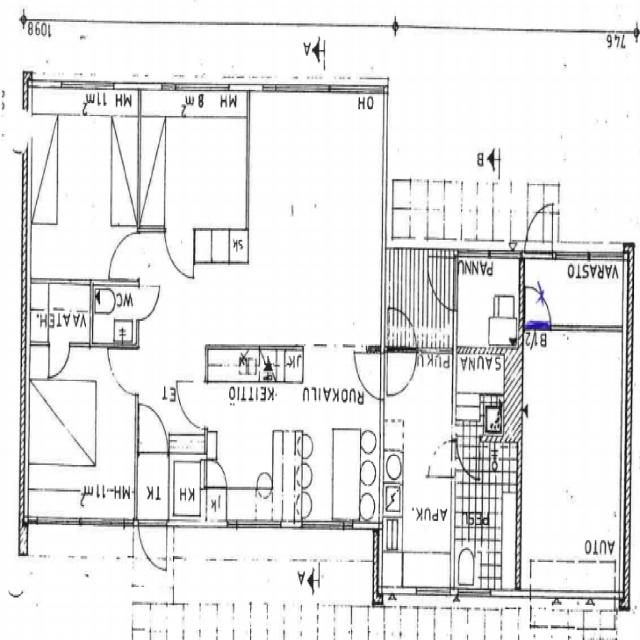 AUTO
A
PESU
APUK.
MH 11m²
TK
KH
jk
ET
KEITTIÖ
RUOKAILU
JK
PUKU
SAUNA
B1/2
VAATEH.
WC
PANNU
VARASTO
sk
B
MH 11m²
MH 8m²
OH
A
746
1098